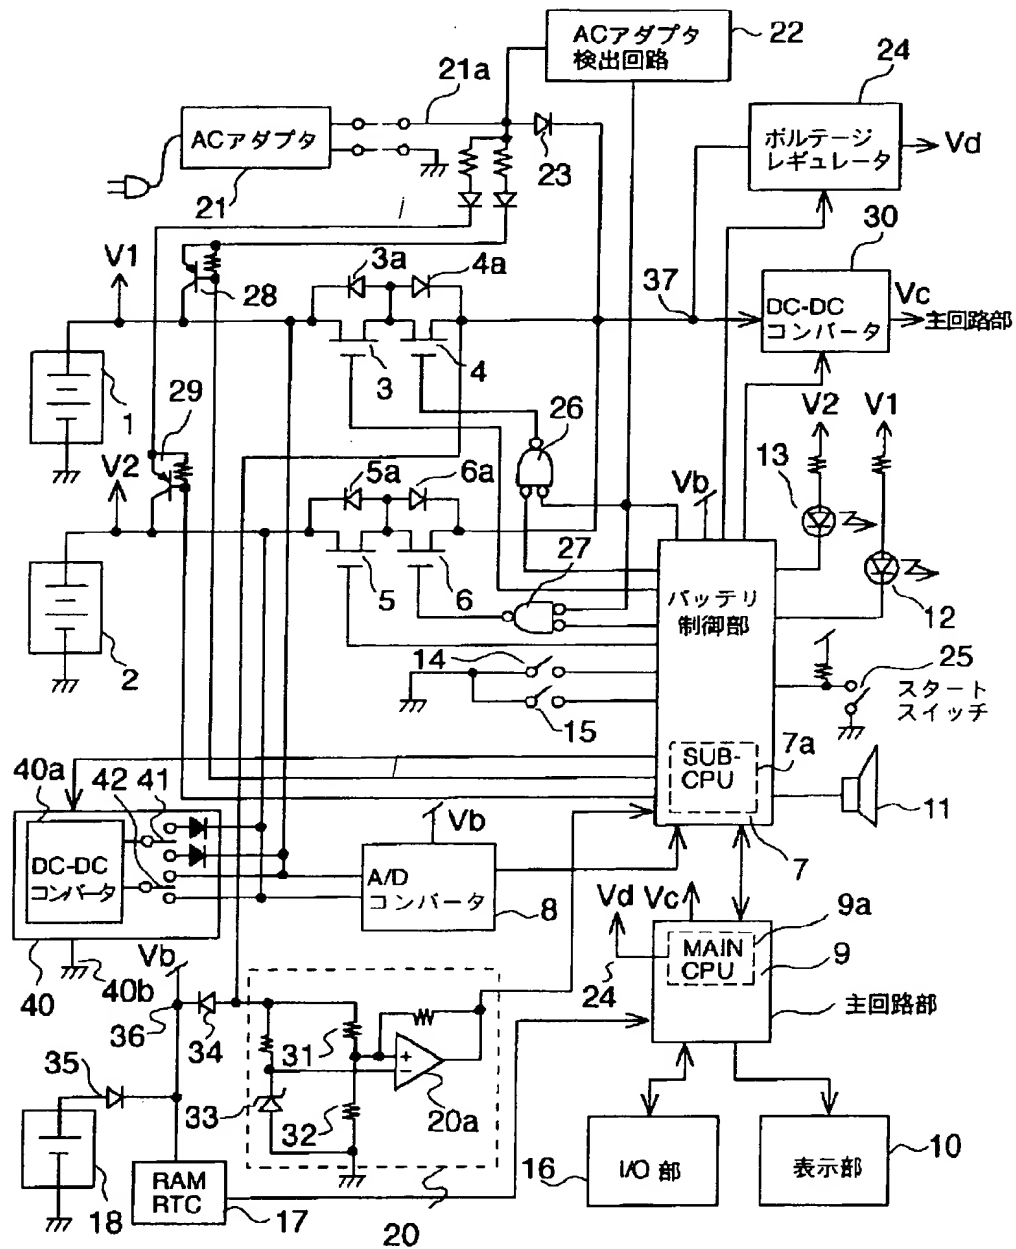 ACアダプタ
検出回路
22
24
21a
ACアダプタ
21
23
ボルテージ
レギュレータ
Vd
30
V1
28
3a
4a
37
DC-DC
コンバータ
Vc
主回路部
3
4
1
29
V2
26
V2
V1
13
5a
6a
Vb
5
6
27
バッテリ
制御部
12
2
14
15
25
スタート
スイッチ
SUB-
CPU
7a
11
7
40a
42
41
DC-DC
コンバータ
Vb
A/D
コンバータ
8
40
40b
Vb
Vd
Vc
9a
MAIN
CPU
9
24
主回路部
36
34
31
+
−
20a
35
33
32
18
RAM
RTC
17
20
16
I/O 部
表示部
10